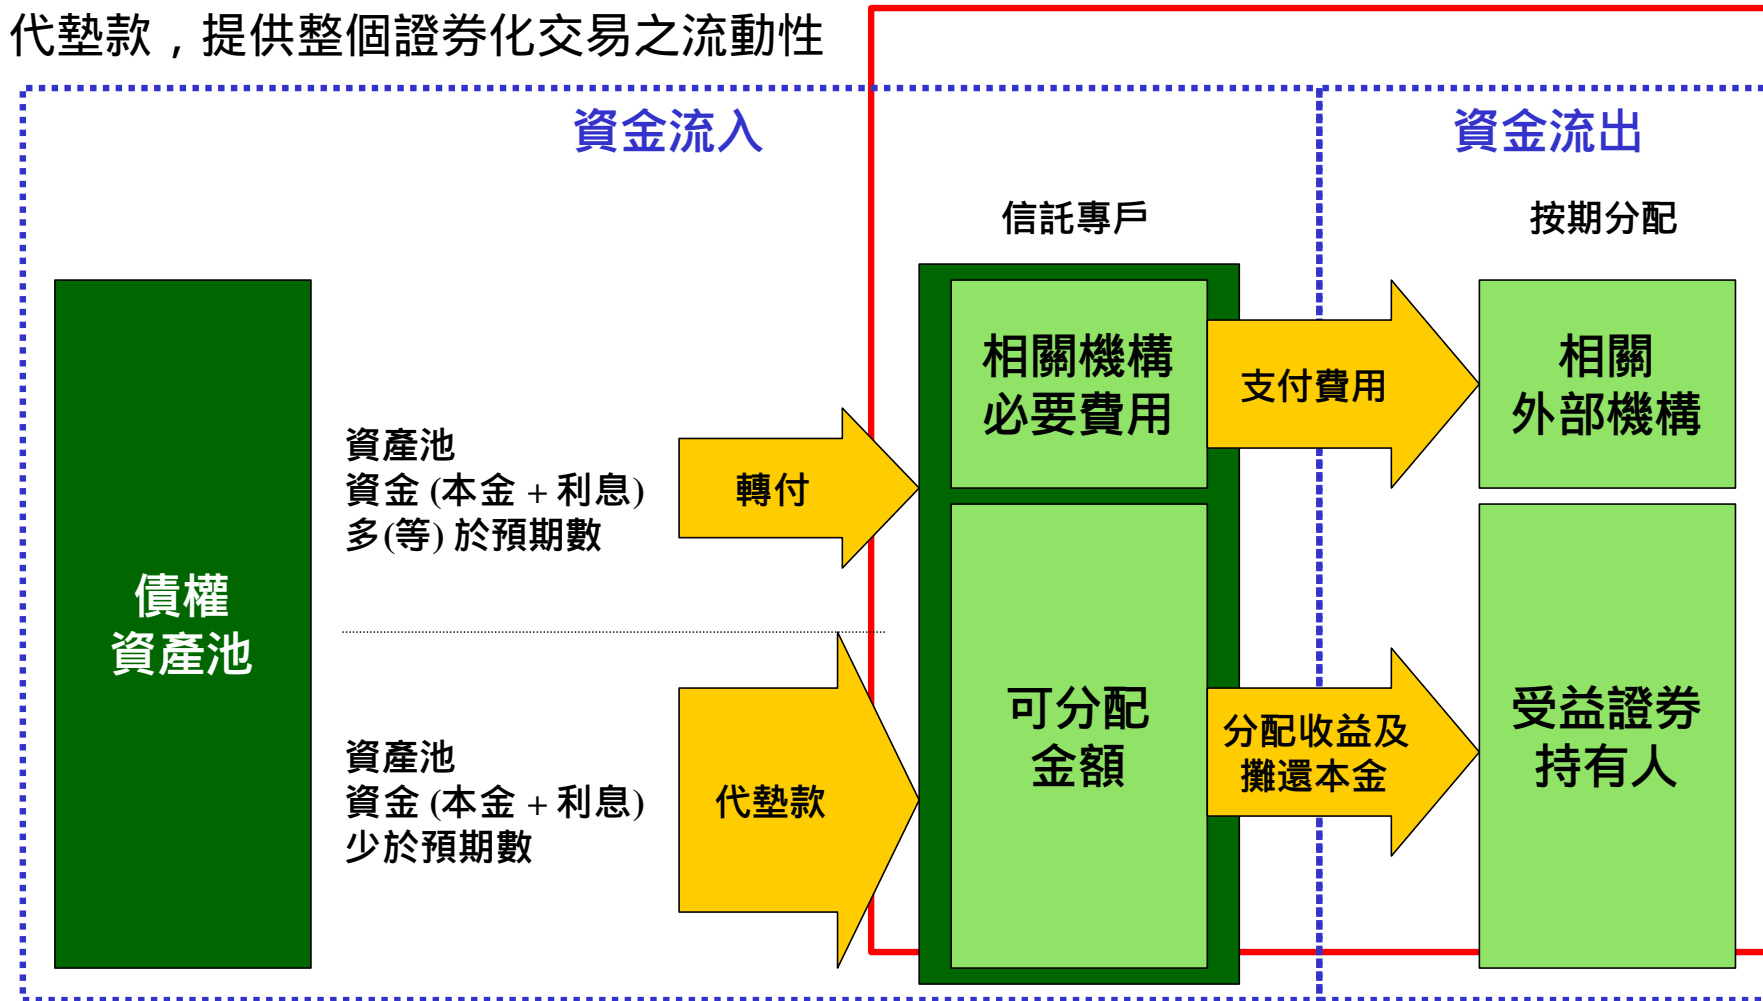 代墊款，提供整個證券化交易之流動性
資金流入
資金流出
信託專戶
按期分配
債權
資產池
資產池
資金 (本金 + 利息)
多(等) 於預期數
轉付
資產池
資金 (本金 + 利息)
少於預期數
代墊款
相關機構
必要費用
可分配
金額
支付費用
分配收益及
攤還本金
相關
外部機構
受益證券
持有人